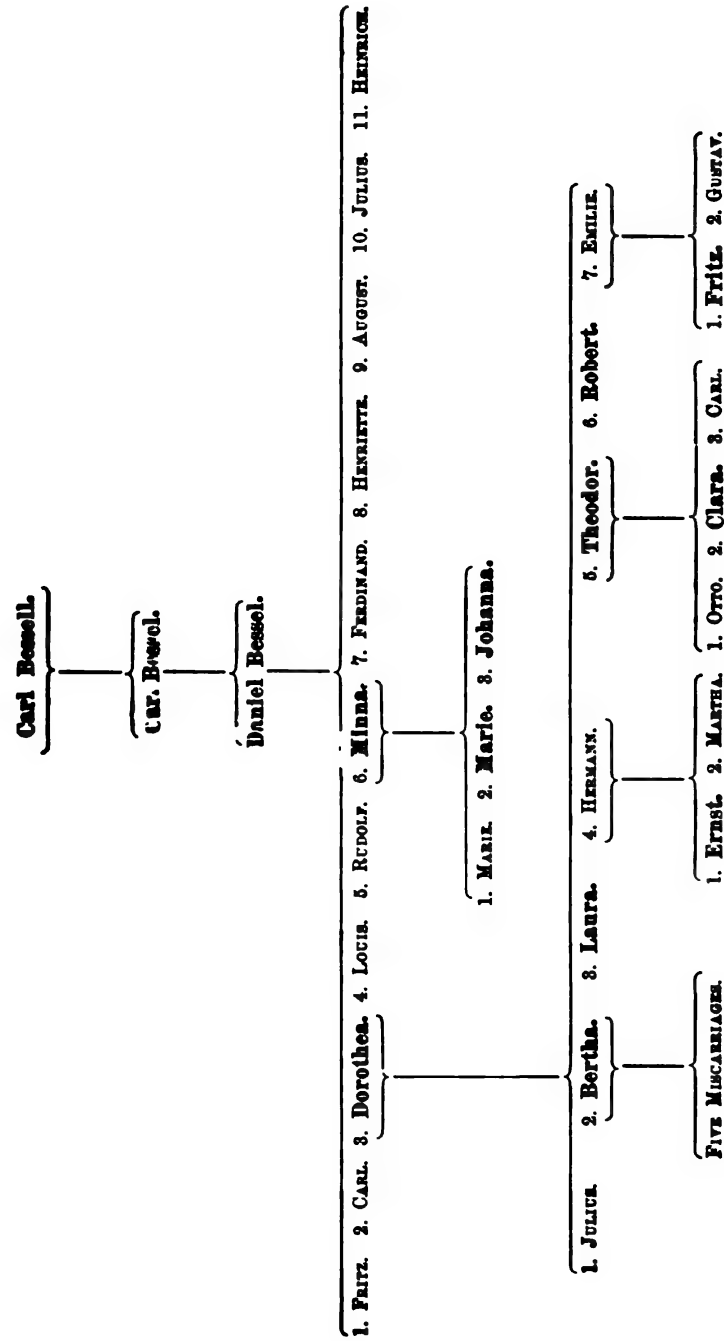 Carl Bessell.
Car. Bessel.
Daniel Bessel.
1. FRITZ. 2. CARL. 3. Dorothea. 4. LOUIS. 5. RUDOLF. 6. Minna. 7. FERDINAND. 8. HENRIETTE. 9. AUGUST. 10. JULIUS. 11. HEINRICH.
1. MARIE. 2. Marie. 3. Johanna.
1. JULIUS. 2. Bertha. 3. Laura. 4. HERMANN. 5. Theodor. 6. Robert. 7. EMILIE.
FIVE MISCARRIAGES. 1. Ernst. 2. MARTHA. 1. OTTO. 2. Clara. 3. CARL. 1. Fritz. 2. GUSTAV.